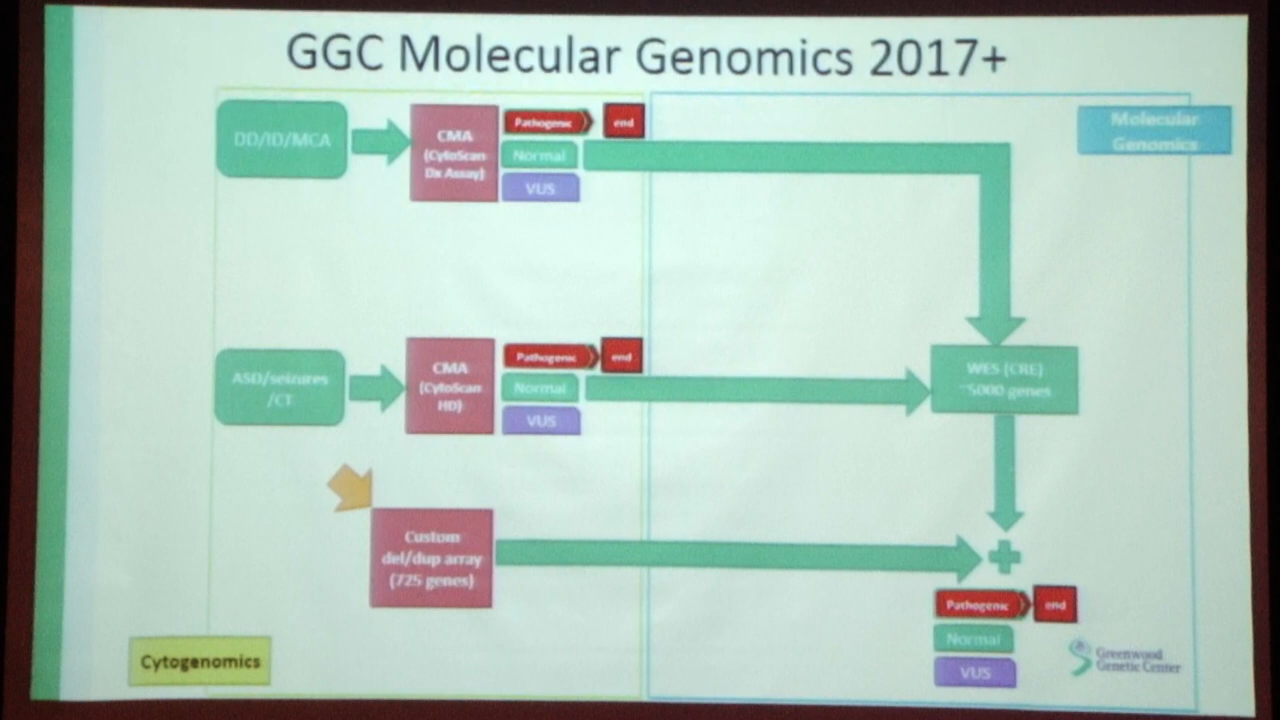 GGC Molecular Genomics 2017+
DD/ID/MCA
CMA
(CytoScan
Dx Assay)
Pathogenic
end
Normal
VUS
Molecular
Genomics
ASD/seizures
/CT
CMA
(CytoScan
HD)
Pathogenic
end
Normal
VUS
WES (CRE)
~5000 genes
Custom
del/dup array
(725 genes)
+
Pathogenic
end
Normal
VUS
Cytogenomics
Greenwood
Genetic Center